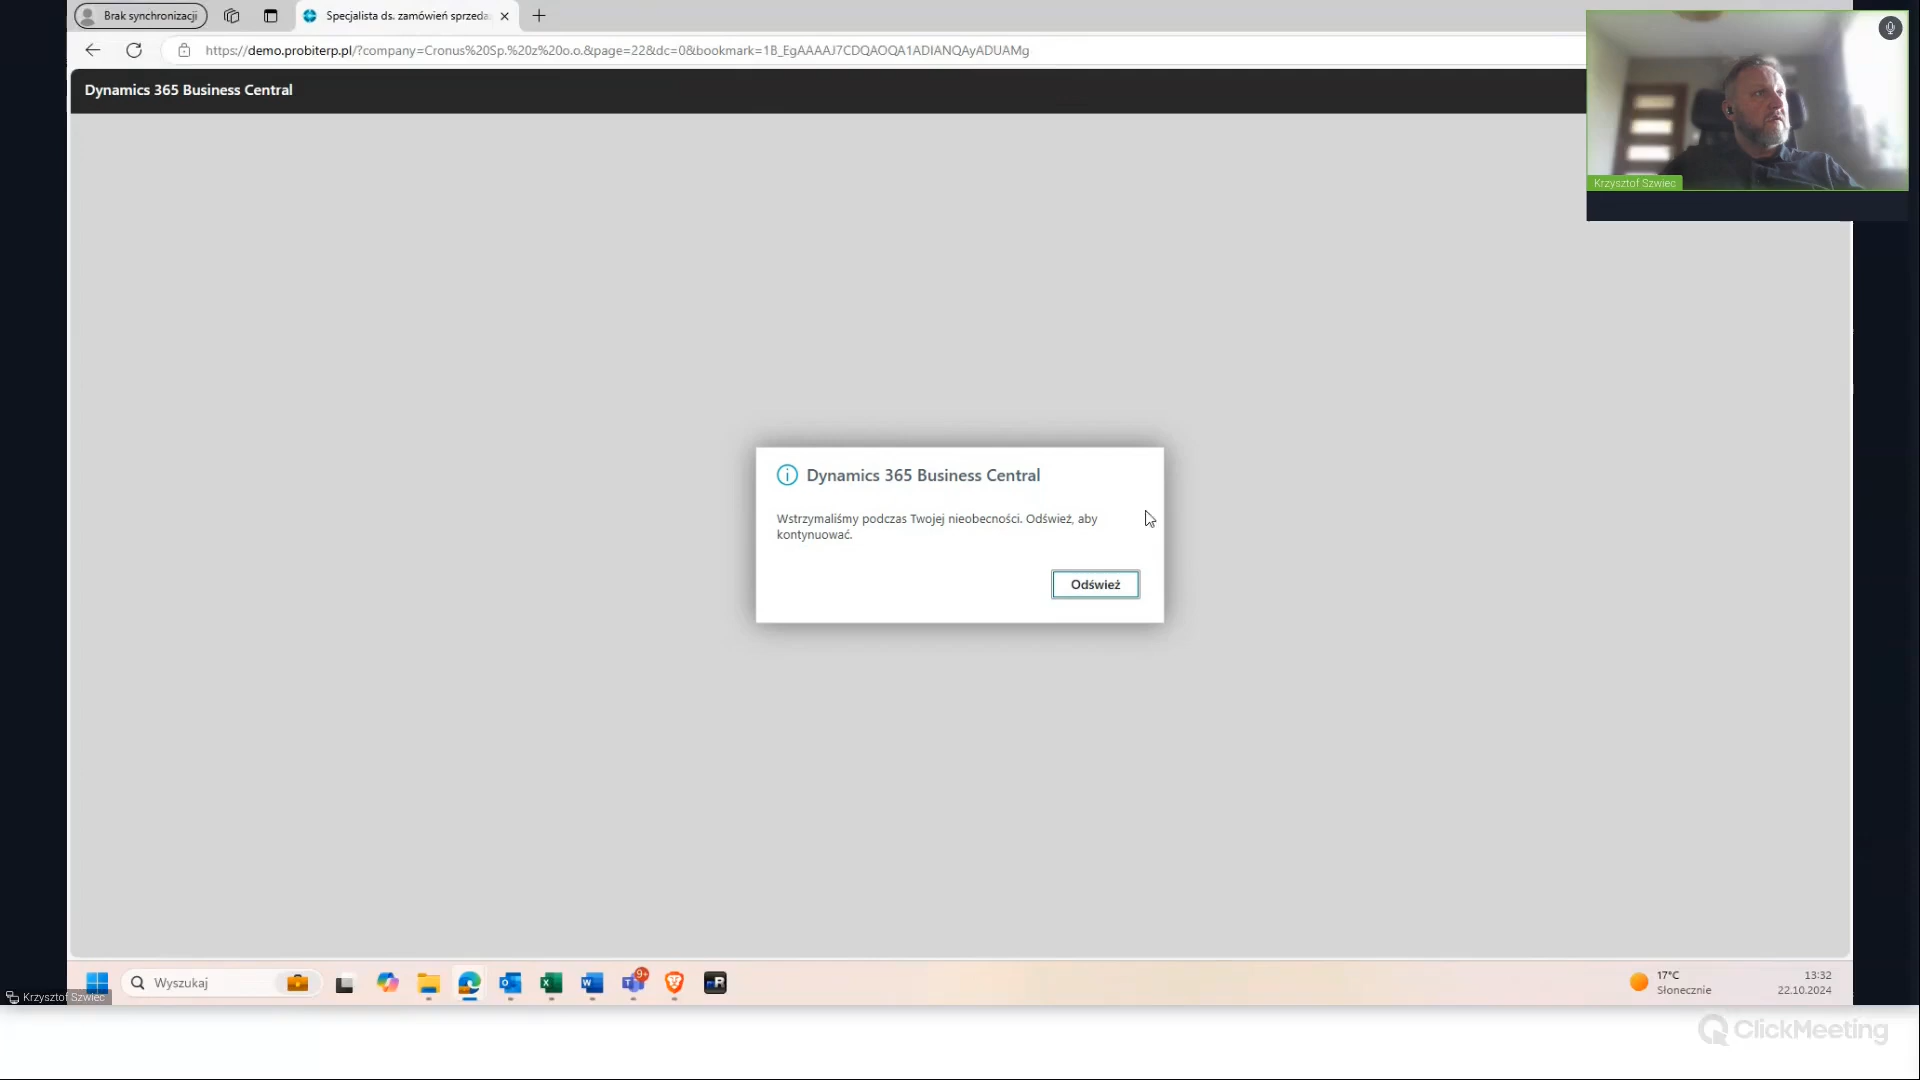 Brak synchronizacji
Specjalista ds. zamówień sprzeda
https://demo.probiterp.pl/?company=Cronus%20Sp.%20z%20o.o.&page=22&dc=0&bookmark=1B_EgAAAAJ7CDQAOQA1ADIANQAyADUAMg
Dynamics 365 Business Central
Krzysztof Szwiec
Dynamics 365 Business Central
Wstrzymaliśmy podczas Twojej nieobecności. Odśwież, aby
kontynuować.
Odśwież
Wyszukaj
9+
17°C
Słonecznie
13:32
22.10.2024
Krzysztof Szwiec
ClickMeeting